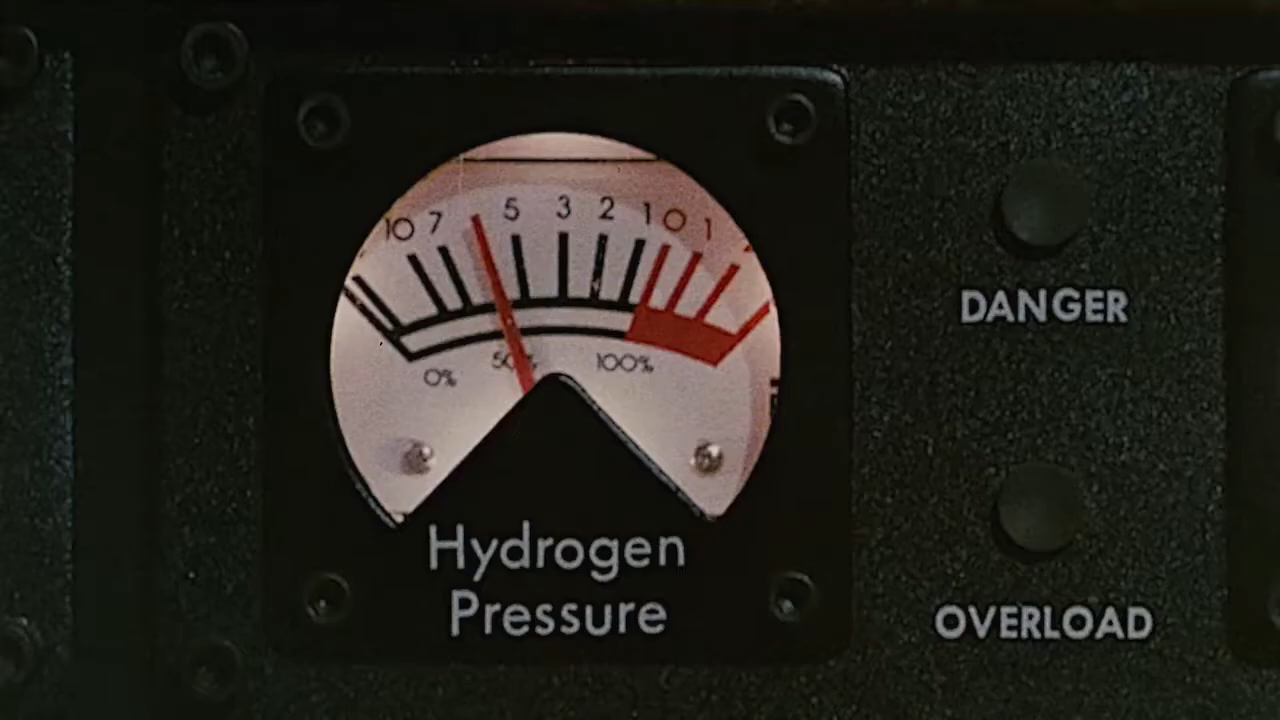 10 7 5 3 2 1 0 1
0% 50% 100%
Hydrogen
Pressure
DANGER
OVERLOAD